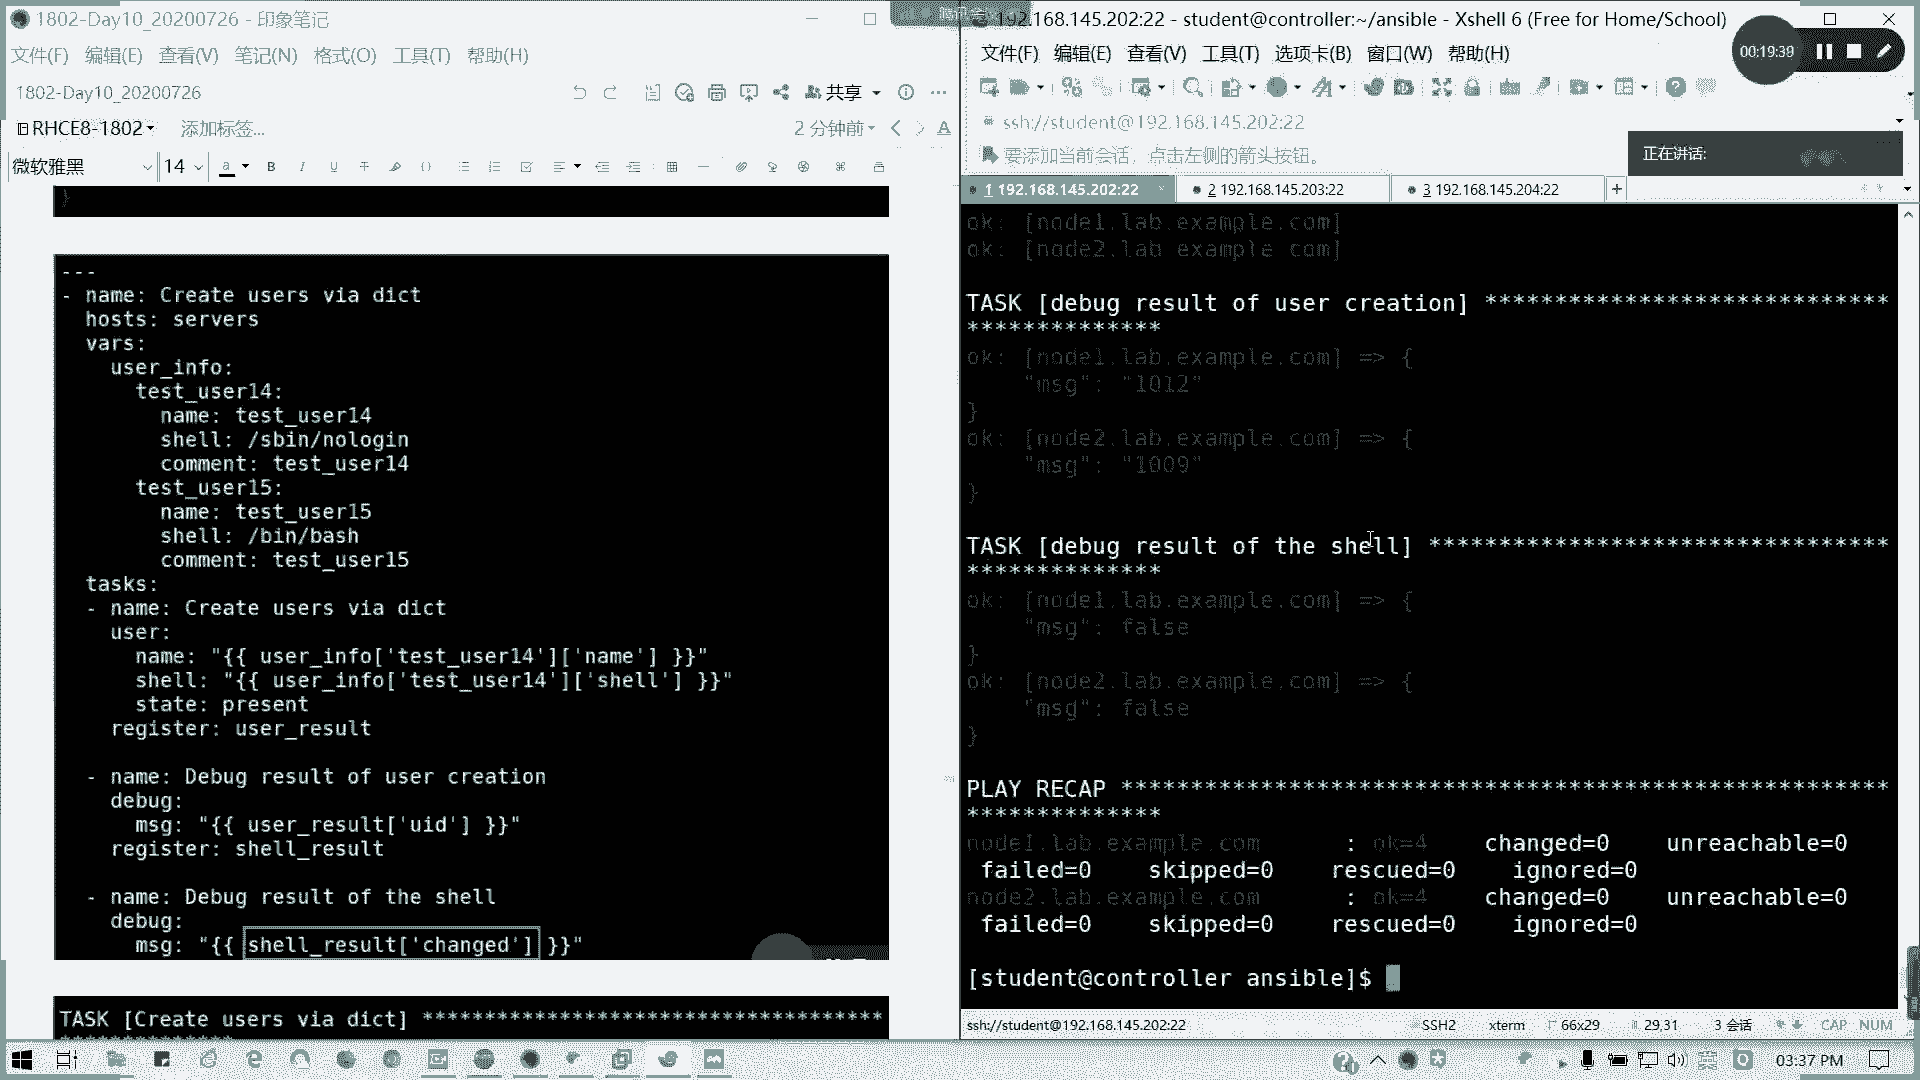 1802-Day10_20200726 - 印象笔记
文件(F) 编辑(E) 查看(V) 笔记(N) 格式(O) 工具(T) 帮助(H)
1802-Day10_20200726
共享
RHCE8-1802
添加标签...
2 分钟前
微软雅黑
14
}
---
- name: Create users via dict
  hosts: servers
  vars:
    user_info:
      test_user14:
        name: test_user14
        shell: /sbin/nologin
        comment: test_user14
      test_user15:
        name: test_user15
        shell: /bin/bash
        comment: test_user15
  tasks:
  - name: Create users via dict
    user:
      name: "{{ user_info['test_user14']['name'] }}"
      shell: "{{ user_info['test_user14']['shell'] }}"
      state: present
    register: user_result
  - name: Debug result of user creation
    debug:
      msg: "{{ user_result['uid'] }}"
    register: shell_result
  - name: Debug result of the shell
    debug:
      msg: "{{ shell_result['changed'] }}"
TASK [Create users via dict] *************************************
192.168.145.202:22 - student@controller:~/ansible - Xshell 6 (Free for Home/School)
00:19:39
文件(F) 编辑(E) 查看(V) 工具(T) 选项卡(B) 窗口(W) 帮助(H)
ssh://student@192.168.145.202:22
要添加当前会话，点击左侧的箭头按钮。
正在讲话:
1 192.168.145.202:22
2 192.168.145.203:22
3 192.168.145.204:22
ok: [node1.lab.example.com]
ok: [node2.lab.example.com]
TASK [debug result of user creation] *****************************
**************
ok: [node1.lab.example.com] => {
    "msg": "1012"
}
ok: [node2.lab.example.com] => {
    "msg": "1009"
}
TASK [debug result of the shell] *********************************
**************
ok: [node1.lab.example.com] => {
    "msg": false
}
ok: [node2.lab.example.com] => {
    "msg": false
}
PLAY RECAP *******************************************************
**************
node1.lab.example.com      : ok=4    changed=0    unreachable=0
 failed=0    skipped=0    rescued=0    ignored=0
node2.lab.example.com      : ok=4    changed=0    unreachable=0
 failed=0    skipped=0    rescued=0    ignored=0
[student@controller ansible]$
ssh://student@192.168.145.202:22
SSH2
xterm
66x29
29,31
3 会话
CAP NUM
英
03:37 PM